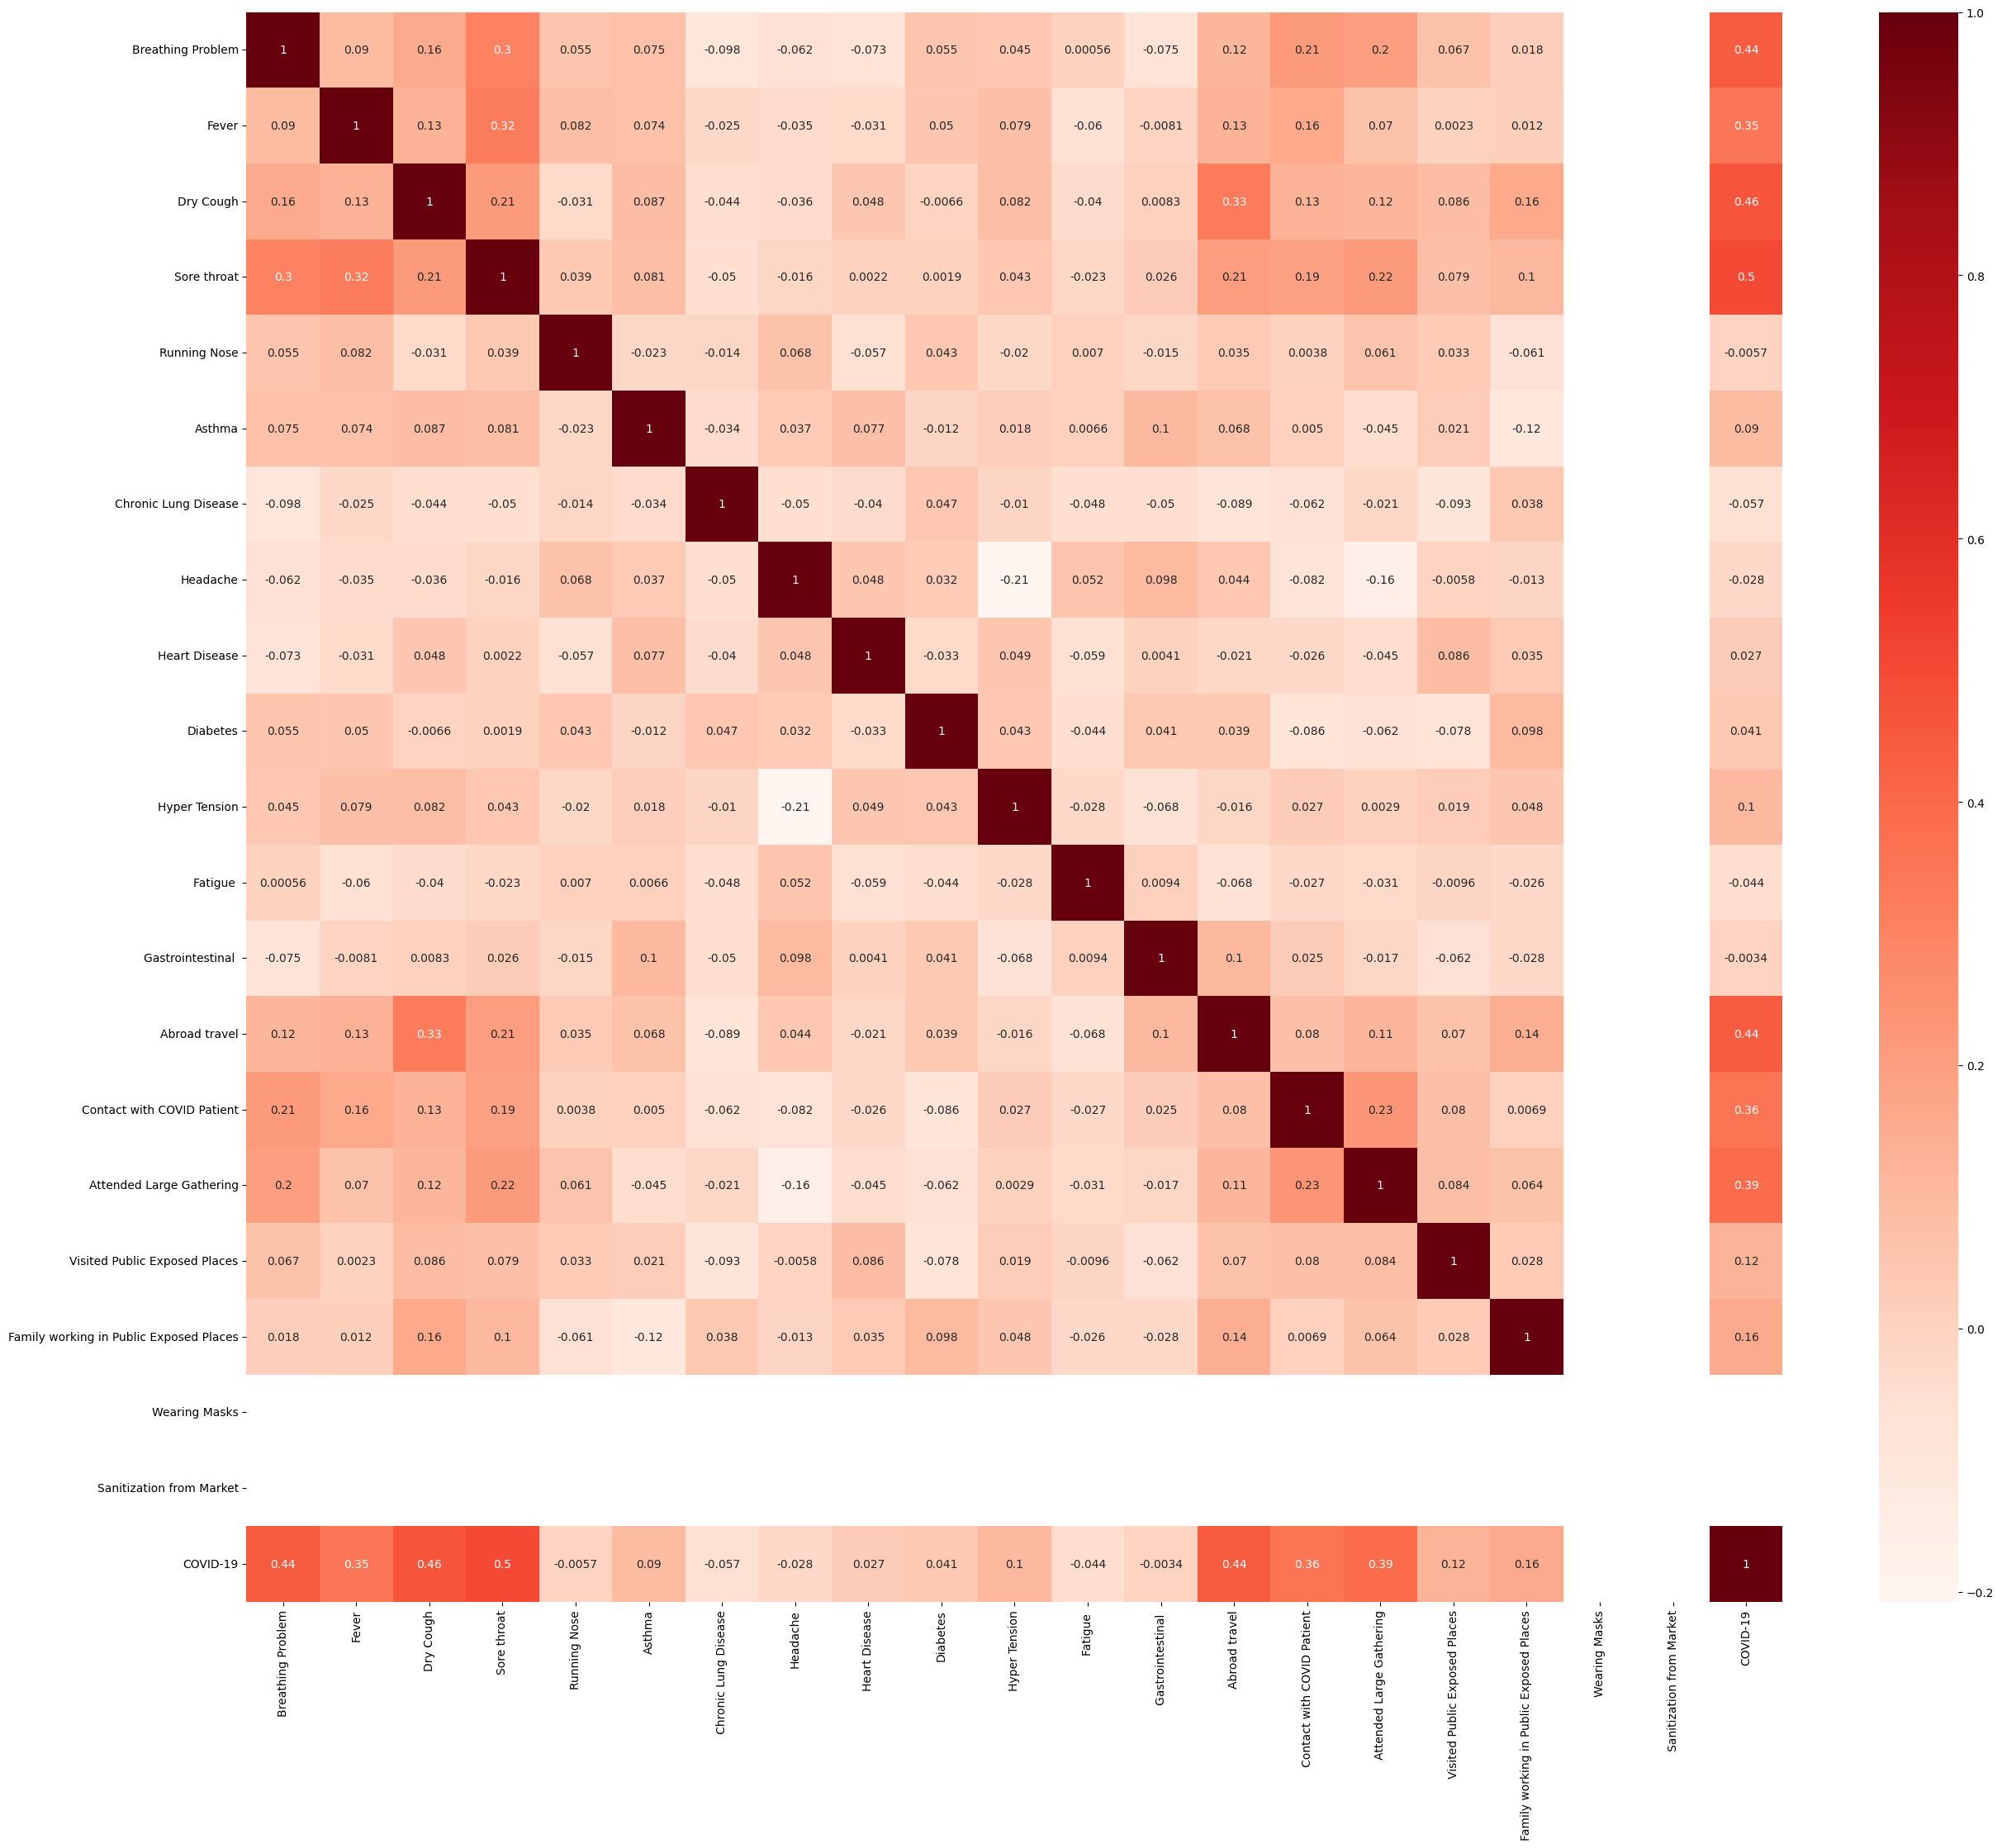 Breathing Problem 1 0.09 0.16 0.3 0.055 0.075 -0.098 -0.062 -0.073 0.055 0.045 0.00056 -0.075 0.12 0.21 0.2 0.067 0.018 0.44
Fever 0.09 1 0.13 0.32 0.082 0.074 -0.025 -0.035 -0.031 0.05 0.079 -0.06 -0.0081 0.13 0.16 0.07 0.0023 0.012 0.35
Dry Cough 0.16 0.13 1 0.21 -0.031 0.087 -0.044 -0.036 0.048 -0.0066 0.082 -0.04 0.0083 0.33 0.13 0.12 0.086 0.16 0.46
Sore throat 0.3 0.32 0.21 1 0.039 0.081 -0.05 -0.016 0.0022 0.0019 0.043 -0.023 0.026 0.21 0.19 0.22 0.079 0.1 0.5
Running Nose 0.055 0.082 -0.031 0.039 1 -0.023 -0.014 0.068 -0.057 0.043 -0.02 0.007 -0.015 0.035 0.0038 0.061 0.033 -0.061 -0.0057
Asthma 0.075 0.074 0.087 0.081 -0.023 1 -0.034 0.037 0.077 -0.012 0.018 0.0066 0.1 0.068 0.005 -0.045 0.021 -0.12 0.09
Chronic Lung Disease -0.098 -0.025 -0.044 -0.05 -0.014 -0.034 1 -0.05 -0.04 0.047 -0.01 -0.048 -0.05 -0.089 -0.062 -0.021 -0.093 0.038 -0.057
Headache -0.062 -0.035 -0.036 -0.016 0.068 0.037 -0.05 1 0.048 0.032 -0.21 0.052 0.098 0.044 -0.082 -0.16 -0.0058 -0.013 -0.028
Heart Disease -0.073 -0.031 0.048 0.0022 -0.057 0.077 -0.04 0.048 1 -0.033 0.049 -0.059 0.0041 -0.021 -0.026 -0.045 0.086 0.035 0.027
Diabetes 0.055 0.05 -0.0066 0.0019 0.043 -0.012 0.047 0.032 -0.033 1 0.043 -0.044 0.041 0.039 -0.086 -0.062 -0.078 0.098 0.041
Hyper Tension 0.045 0.079 0.082 0.043 -0.02 0.018 -0.01 -0.21 0.049 0.043 1 -0.028 -0.068 -0.016 0.027 0.0029 0.019 0.048 0.1
Fatigue 0.00056 -0.06 -0.04 -0.023 0.007 0.0066 -0.048 0.052 -0.059 -0.044 -0.028 1 0.0094 -0.068 -0.027 -0.031 -0.0096 -0.026 -0.044
Gastrointestinal -0.075 -0.0081 0.0083 0.026 -0.015 0.1 -0.05 0.098 0.0041 0.041 -0.068 0.0094 1 0.1 0.025 -0.017 -0.062 -0.028 -0.0034
Abroad travel 0.12 0.13 0.33 0.21 0.035 0.068 -0.089 0.044 -0.021 0.039 -0.016 -0.068 0.1 1 0.08 0.11 0.07 0.14 0.44
Contact with COVID Patient 0.21 0.16 0.13 0.19 0.0038 0.005 -0.062 -0.082 -0.026 -0.086 0.027 -0.027 0.025 0.08 1 0.23 0.08 0.0069 0.36
Attended Large Gathering 0.2 0.07 0.12 0.22 0.061 -0.045 -0.021 -0.16 -0.045 -0.062 0.0029 -0.031 -0.017 0.11 0.23 1 0.084 0.064 0.39
Visited Public Exposed Places 0.067 0.0023 0.086 0.079 0.033 0.021 -0.093 -0.0058 0.086 -0.078 0.019 -0.0096 -0.062 0.07 0.08 0.084 1 0.028 0.12
Family working in Public Exposed Places 0.018 0.012 0.16 0.1 -0.061 -0.12 0.038 -0.013 0.035 0.098 0.048 -0.026 -0.028 0.14 0.0069 0.064 0.028 1 0.16
Wearing Masks
Sanitization from Market
COVID-19 0.44 0.35 0.46 0.5 -0.0057 0.09 -0.057 -0.028 0.027 0.041 0.1 -0.044 -0.0034 0.44 0.36 0.39 0.12 0.16 1
Breathing Problem
Fever
Dry Cough
Sore throat
Running Nose
Asthma
Chronic Lung Disease
Headache
Heart Disease
Diabetes
Hyper Tension
Fatigue
Gastrointestinal
Abroad travel
Contact with COVID Patient
Attended Large Gathering
Visited Public Exposed Places
Family working in Public Exposed Places
Wearing Masks
Sanitization from Market
COVID-19
1.0
0.8
0.6
0.4
0.2
0.0
−0.2